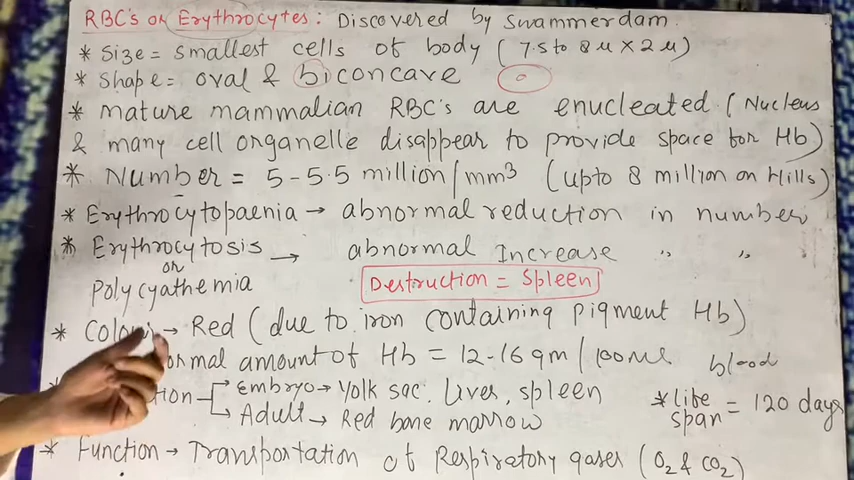 RBC's or Erythrocytes: Discovered by Swammerdam.
* Size = smallest cells of body (7.5 to 8 μ × 2 μ)
* Shape = oval & biconcave
* mature mammalian RBC's are enucleated (Nucleus
& many cell organelle disappear to provide space for Hb)
* Number = 5-5.5 million/mm³ (upto 8 million on Hills)
* Erythrocytopaenia → abnormal reduction in number
* Erythrocytosis → abnormal Increase " "
or
Polycyathemia
Destruction = Spleen
* Colour → Red (due to iron containing pigment Hb)
rmal amount of Hb = 12-16 gm/100ml blood
tion
Embryo → Yolk sac. Liver, spleen
Adult → Red bone marrow
* Life span = 120 days
* Function → Transportation of Respiratory gases (O₂ & CO₂)